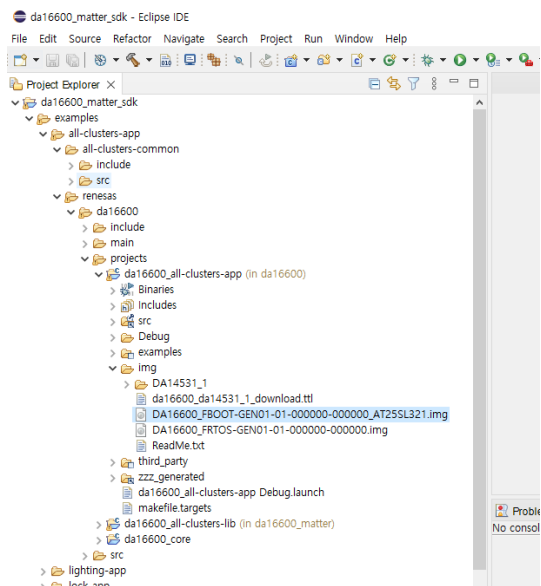 da16600_matter_sdk - Eclipse IDE
File Edit Source Refactor Navigate Search Project Run Window Help
Project Explorer
da16600_matter_sdk
examples
all-clusters-app
all-clusters-common
include
src
renesas
da16600
include
main
projects
da16600_all-clusters-app (in da16600)
Binaries
Includes
src
Debug
examples
img
DA14531_1
da16600_da14531_1_download.ttl
DA16600_FBOOT-GEN01-01-000000-000000_AT25SL321.img
DA16600_FRTOS-GEN01-01-000000-000000.img
ReadMe.txt
third_party
zzz_generated
da16600_all-clusters-app Debug.launch
makefile.targets
da16600_all-clusters-lib (in da16600_matter)
da16600_core
src
lighting-app
lock-app
Proble
No consol